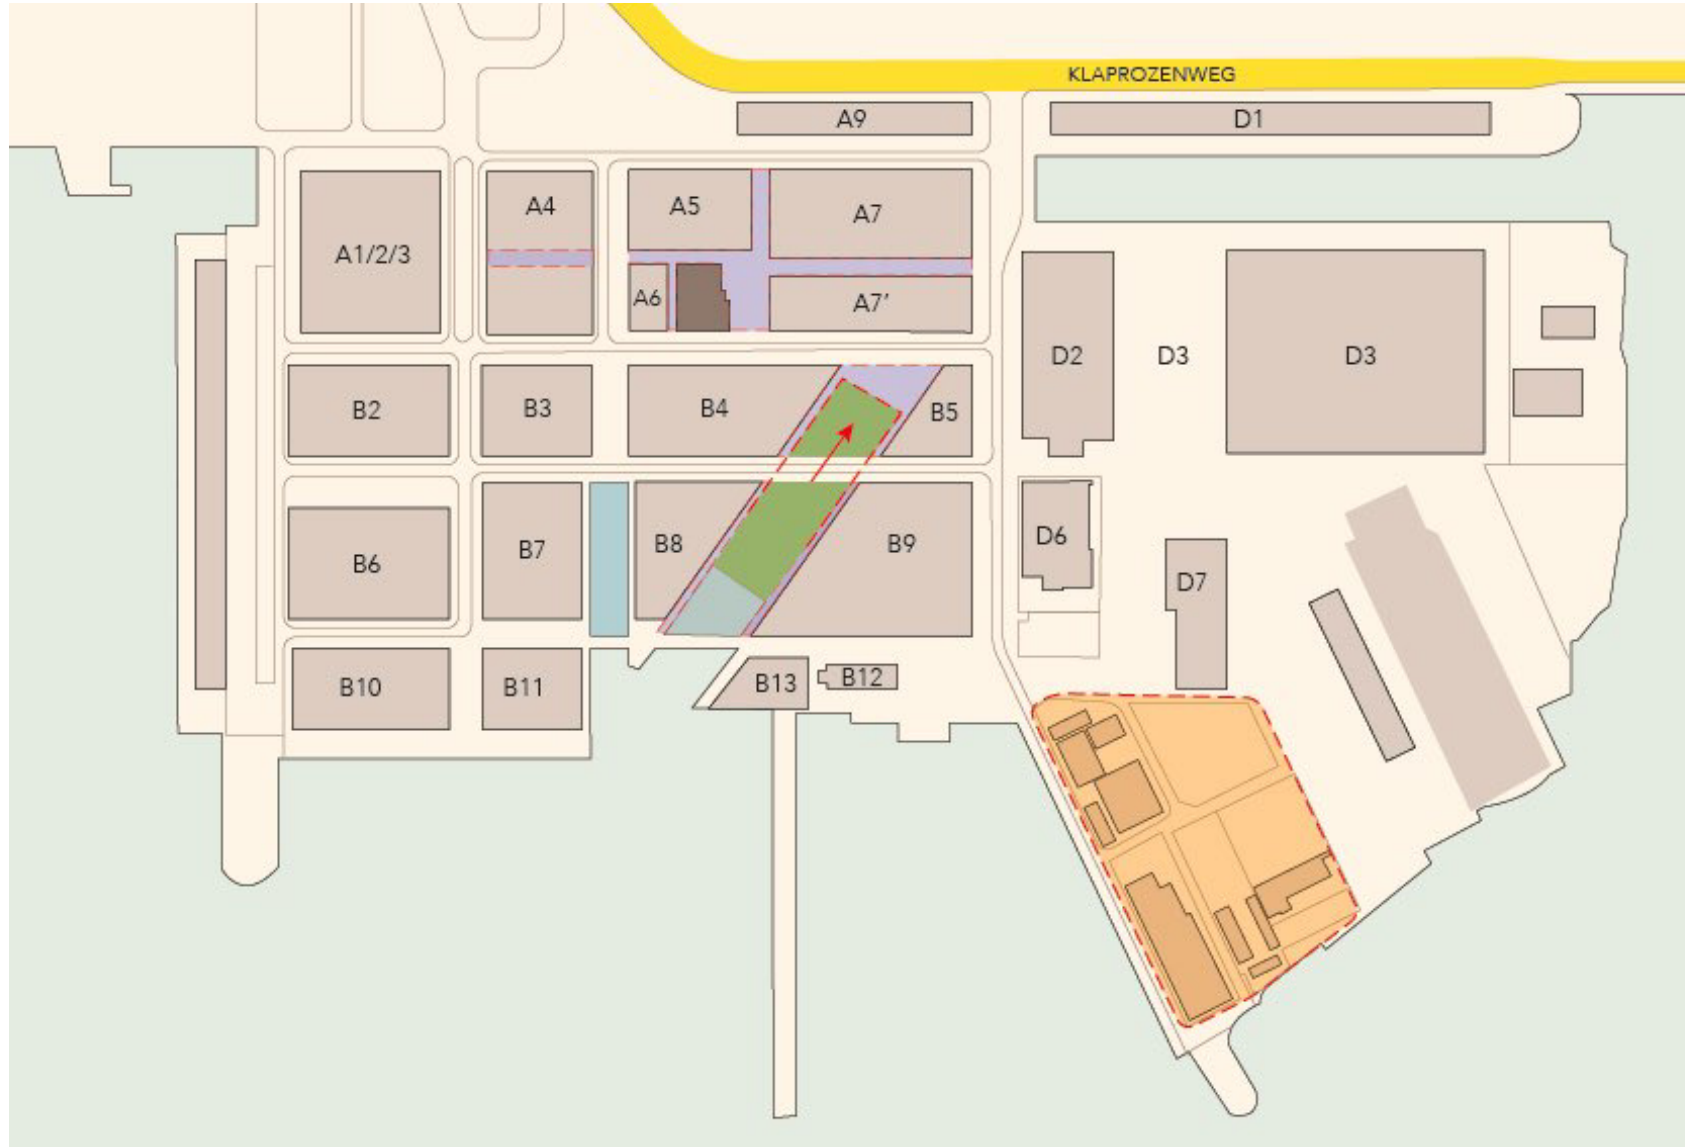 KLAPROZENWEG
A9
D1
A4
A5
A7
A1/2/3
A6
A7’
D2
D3
D3
B2
B3
B4
B5
B6
B7
B8
B9
D6
D7
B10
B11
B13
B12